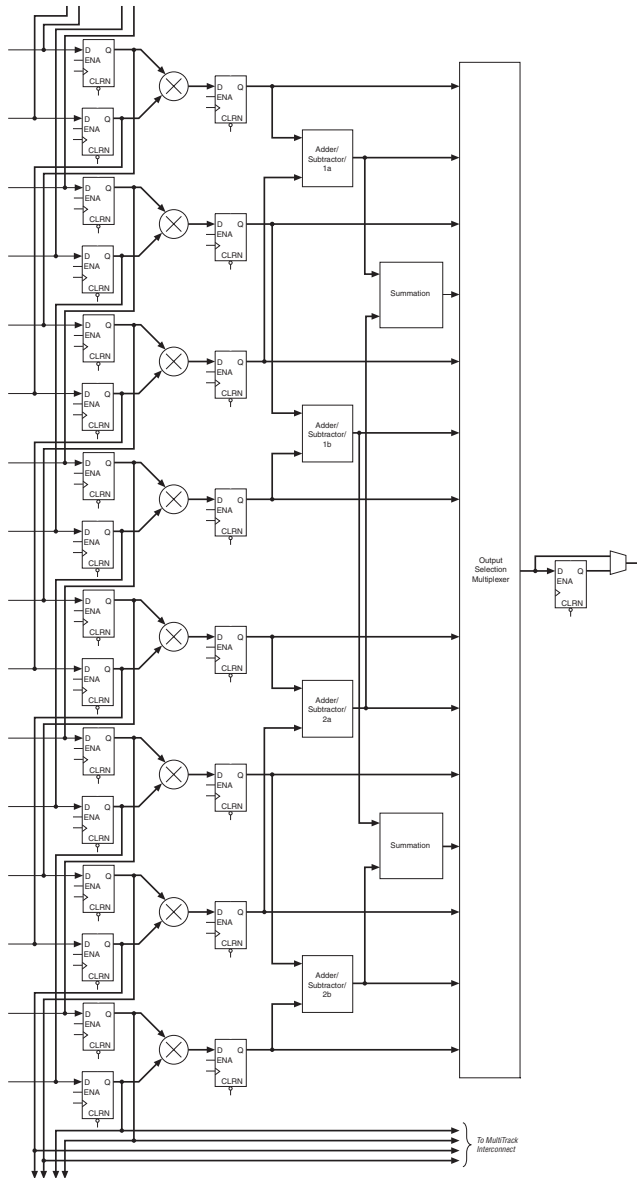 D Q
ENA
CLRN
D Q
ENA
CLRN
D Q
ENA
CLRN
Adder/
Subtractor/
1a
D Q
ENA
CLRN
D Q
ENA
CLRN
D Q
ENA
CLRN
Summation
D Q
ENA
CLRN
D Q
ENA
CLRN
D Q
ENA
CLRN
Adder/
Subtractor/
1b
D Q
ENA
CLRN
D Q
ENA
CLRN
D Q
ENA
CLRN
Output
Selection
Multiplexer
D Q
ENA
CLRN
D Q
ENA
CLRN
D Q
ENA
CLRN
D Q
ENA
CLRN
Adder/
Subtractor/
2a
D Q
ENA
CLRN
D Q
ENA
CLRN
D Q
ENA
CLRN
Summation
D Q
ENA
CLRN
D Q
ENA
CLRN
D Q
ENA
CLRN
Adder/
Subtractor/
2b
D Q
ENA
CLRN
D Q
ENA
CLRN
D Q
ENA
CLRN
To MultiTrack
Interconnect